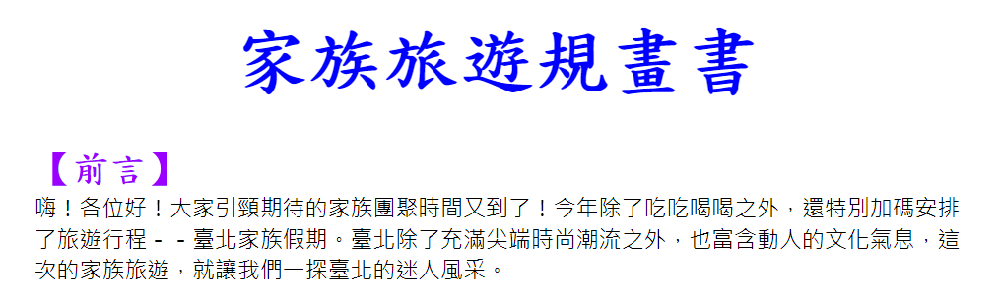 家族旅遊規畫書
【前言】
嗨！各位好！大家引頸期待的家族團聚時間又到了！今年除了吃吃喝喝之外，還特別加碼安排
了旅遊行程－－臺北家族假期。臺北除了充滿尖端時尚潮流之外，也富含動人的文化氣息，這
次的家族旅遊，就讓我們一探臺北的迷人風采。